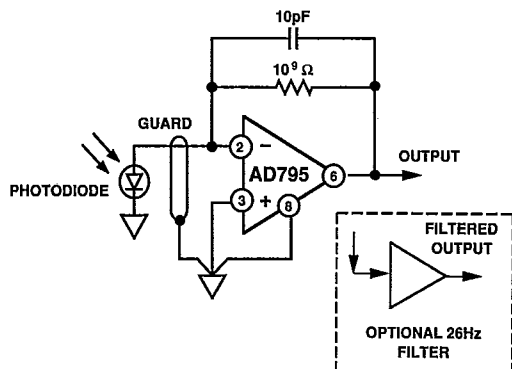 10pF
10⁹ Ω
GUARD
2
−
AD795
6
OUTPUT
PHOTODIODE
3
+
8
FILTERED
OUTPUT
OPTIONAL 26Hz
FILTER